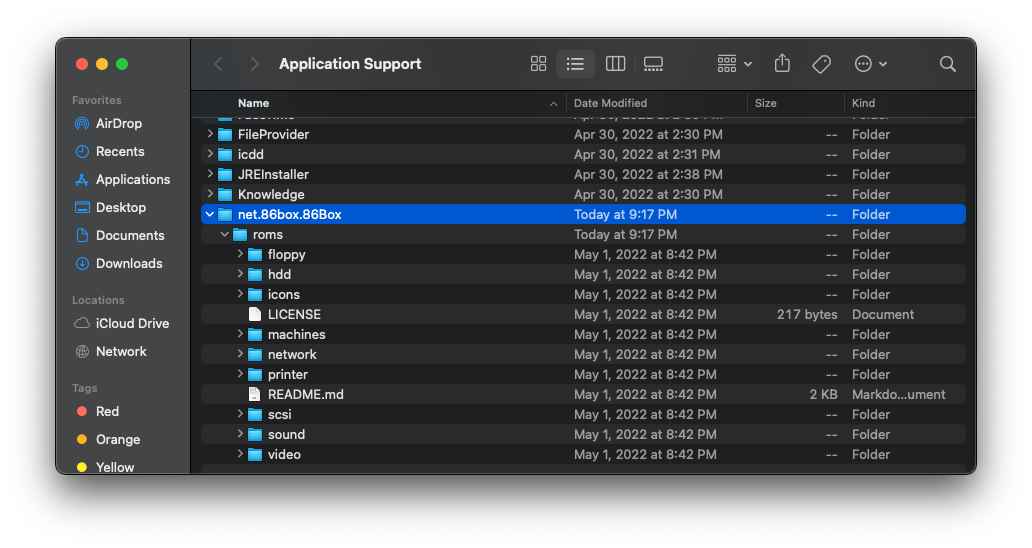 Application Support
Favorites
AirDrop
Recents
Applications
Desktop
Documents
Downloads
Locations
iCloud Drive
Network
Tags
Red
Orange
Yellow
Name Date Modified Size Kind
FileProvider Apr 30, 2022 at 2:30 PM -- Folder
icdd Apr 30, 2022 at 2:31 PM -- Folder
JREInstaller Apr 30, 2022 at 2:38 PM -- Folder
Knowledge Apr 30, 2022 at 2:30 PM -- Folder
net.86box.86Box Today at 9:17 PM -- Folder
roms Today at 9:17 PM -- Folder
floppy May 1, 2022 at 8:42 PM -- Folder
hdd May 1, 2022 at 8:42 PM -- Folder
icons May 1, 2022 at 8:42 PM -- Folder
LICENSE May 1, 2022 at 8:42 PM 217 bytes Document
machines May 1, 2022 at 8:42 PM -- Folder
network May 1, 2022 at 8:42 PM -- Folder
printer May 1, 2022 at 8:42 PM -- Folder
README.md May 1, 2022 at 8:42 PM 2 KB Markdo...ument
scsi May 1, 2022 at 8:42 PM -- Folder
sound May 1, 2022 at 8:42 PM -- Folder
video May 1, 2022 at 8:42 PM -- Folder